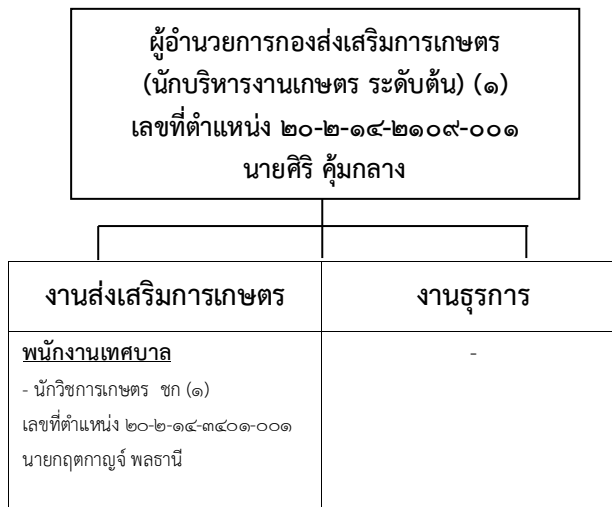 ผู้อำนวยการกองส่งเสริมการเกษตร
(นักบริหารงานเกษตร ระดับต้น) (๑)
เลขที่ตำแหน่ง ๒๐-๒-๑๔-๒๑๐๙-๐๐๑
นายศิริ คุ้มกลาง
งานส่งเสริมการเกษตร
งานธุรการ
พนักงานเทศบาล
- นักวิชการเกษตร ชก (๑)
เลขที่ตำแหน่ง ๒๐-๒-๑๔-๓๔๐๑-๐๐๑
นายกฤตกาญจ์ พลธานี
-